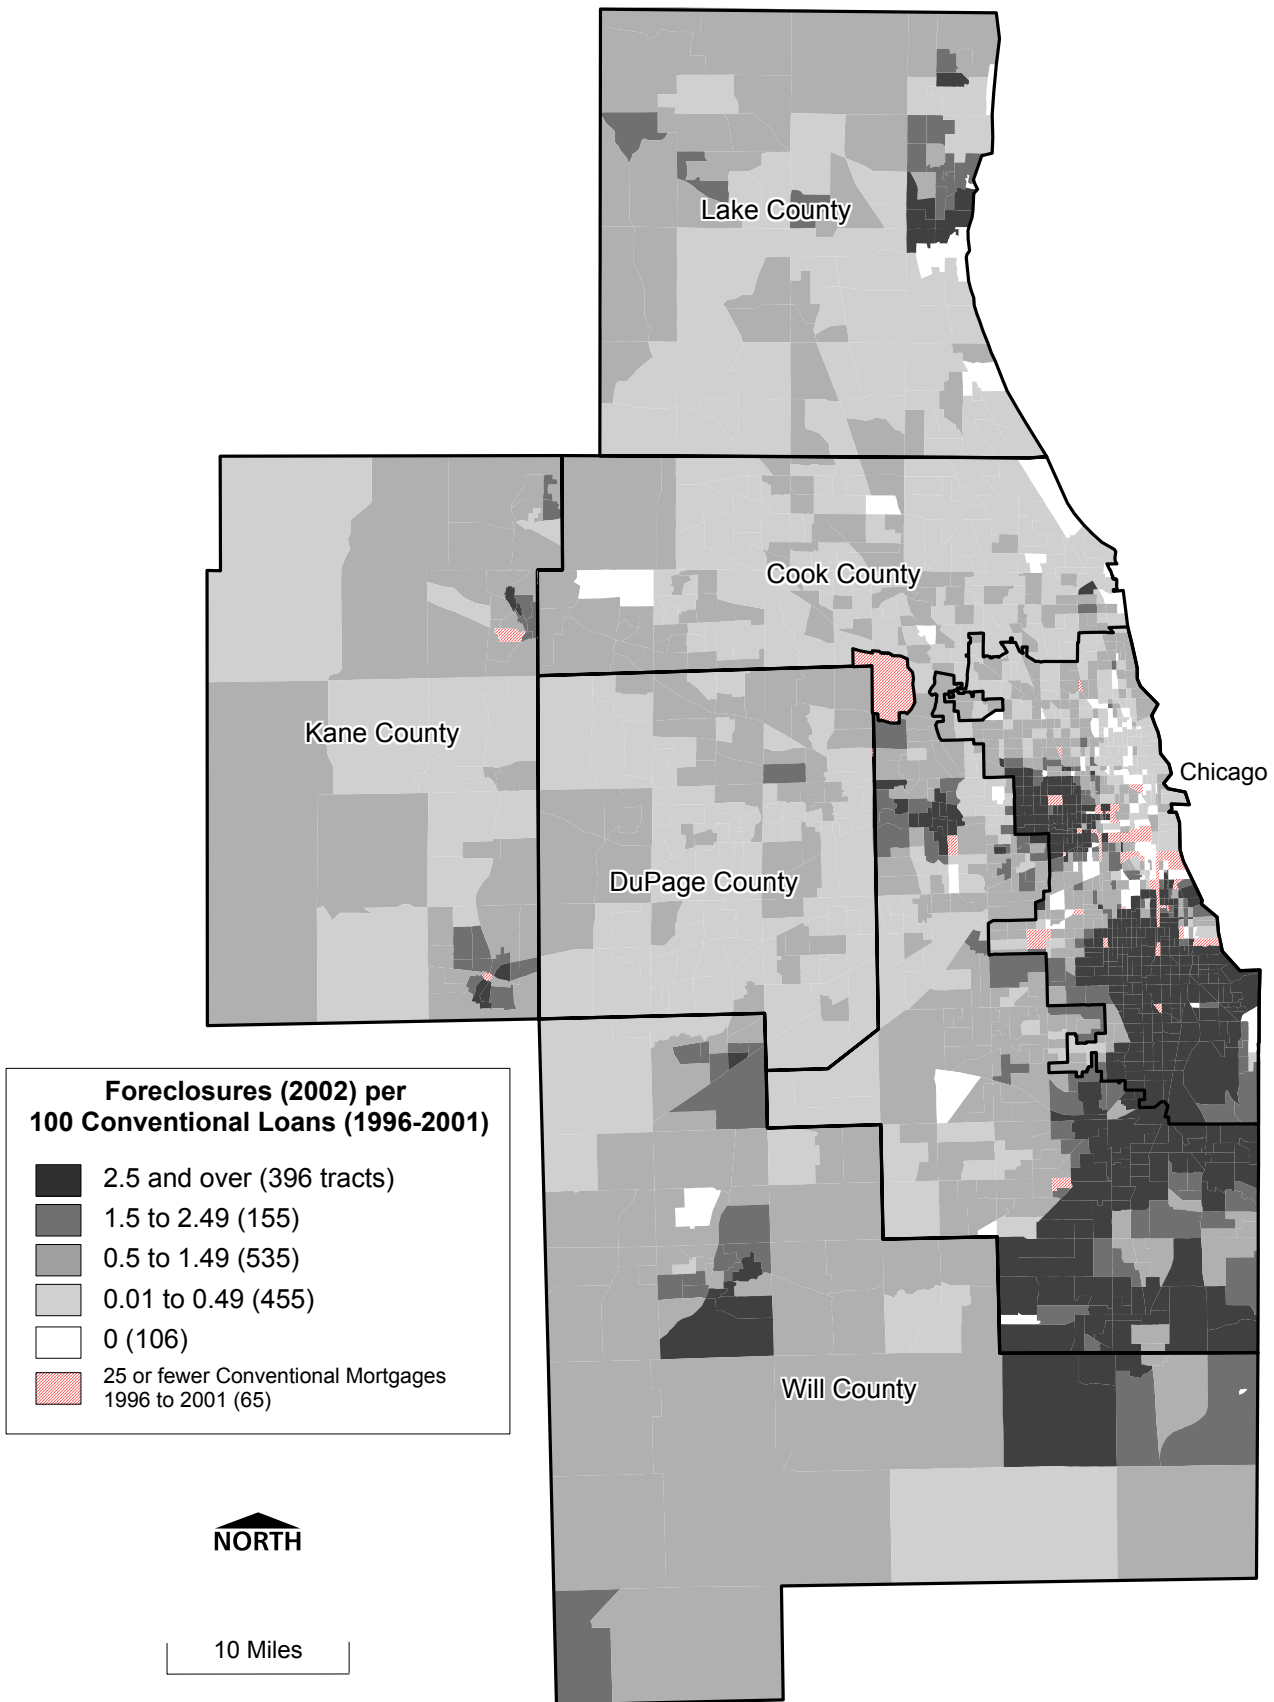 Lake County
Cook County
Kane County
Chicago
DuPage County
Foreclosures (2002) per
100 Conventional Loans (1996-2001)
2.5 and over (396 tracts)
1.5 to 2.49 (155)
0.5 to 1.49 (535)
0.01 to 0.49 (455)
0 (106)
25 or fewer Conventional Mortgages
1996 to 2001 (65)
Will County
NORTH
10 Miles